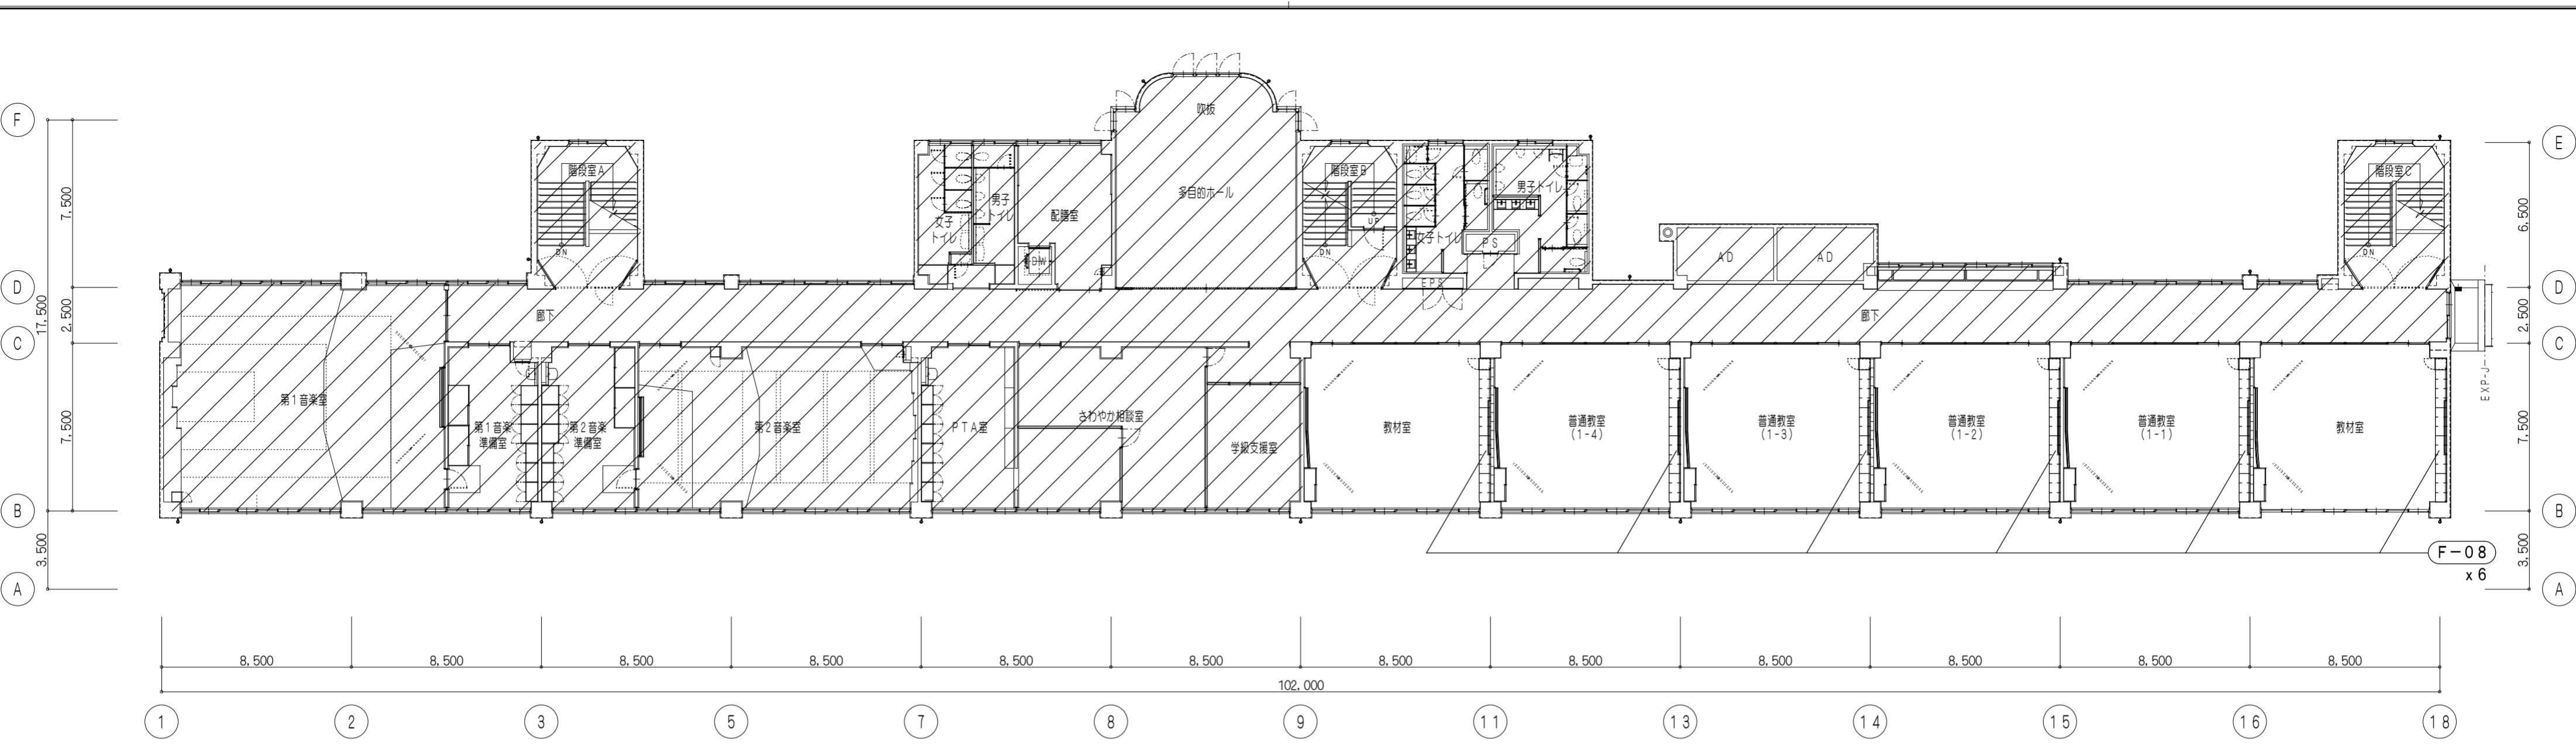 吹抜
F
E
階段室A
階段室B
階段室C
7,500
6,500
男子
トイレ
配膳室
多目的ホール
男子トイレ
女子
トイレ
UP
女子トイレ
PS
DN
DW
DN
DN
AD
AD
EPS
D
D
17,500
2,500
2,500
廊下
廊下
C
C
EXP-J
7,500
7,500
第1音楽室
第1音楽
準備室
第2音楽
準備室
第2音楽室
PTA室
さわやか相談室
学級支援室
教材室
普通教室
(1-4)
普通教室
(1-3)
普通教室
(1-2)
普通教室
(1-1)
教材室
B
B
3,500
3,500
F-08
x6
A
A
8,500
8,500
8,500
8,500
8,500
8,500
8,500
8,500
8,500
8,500
8,500
8,500
102,000
1
2
3
5
7
8
9
11
13
14
15
16
18